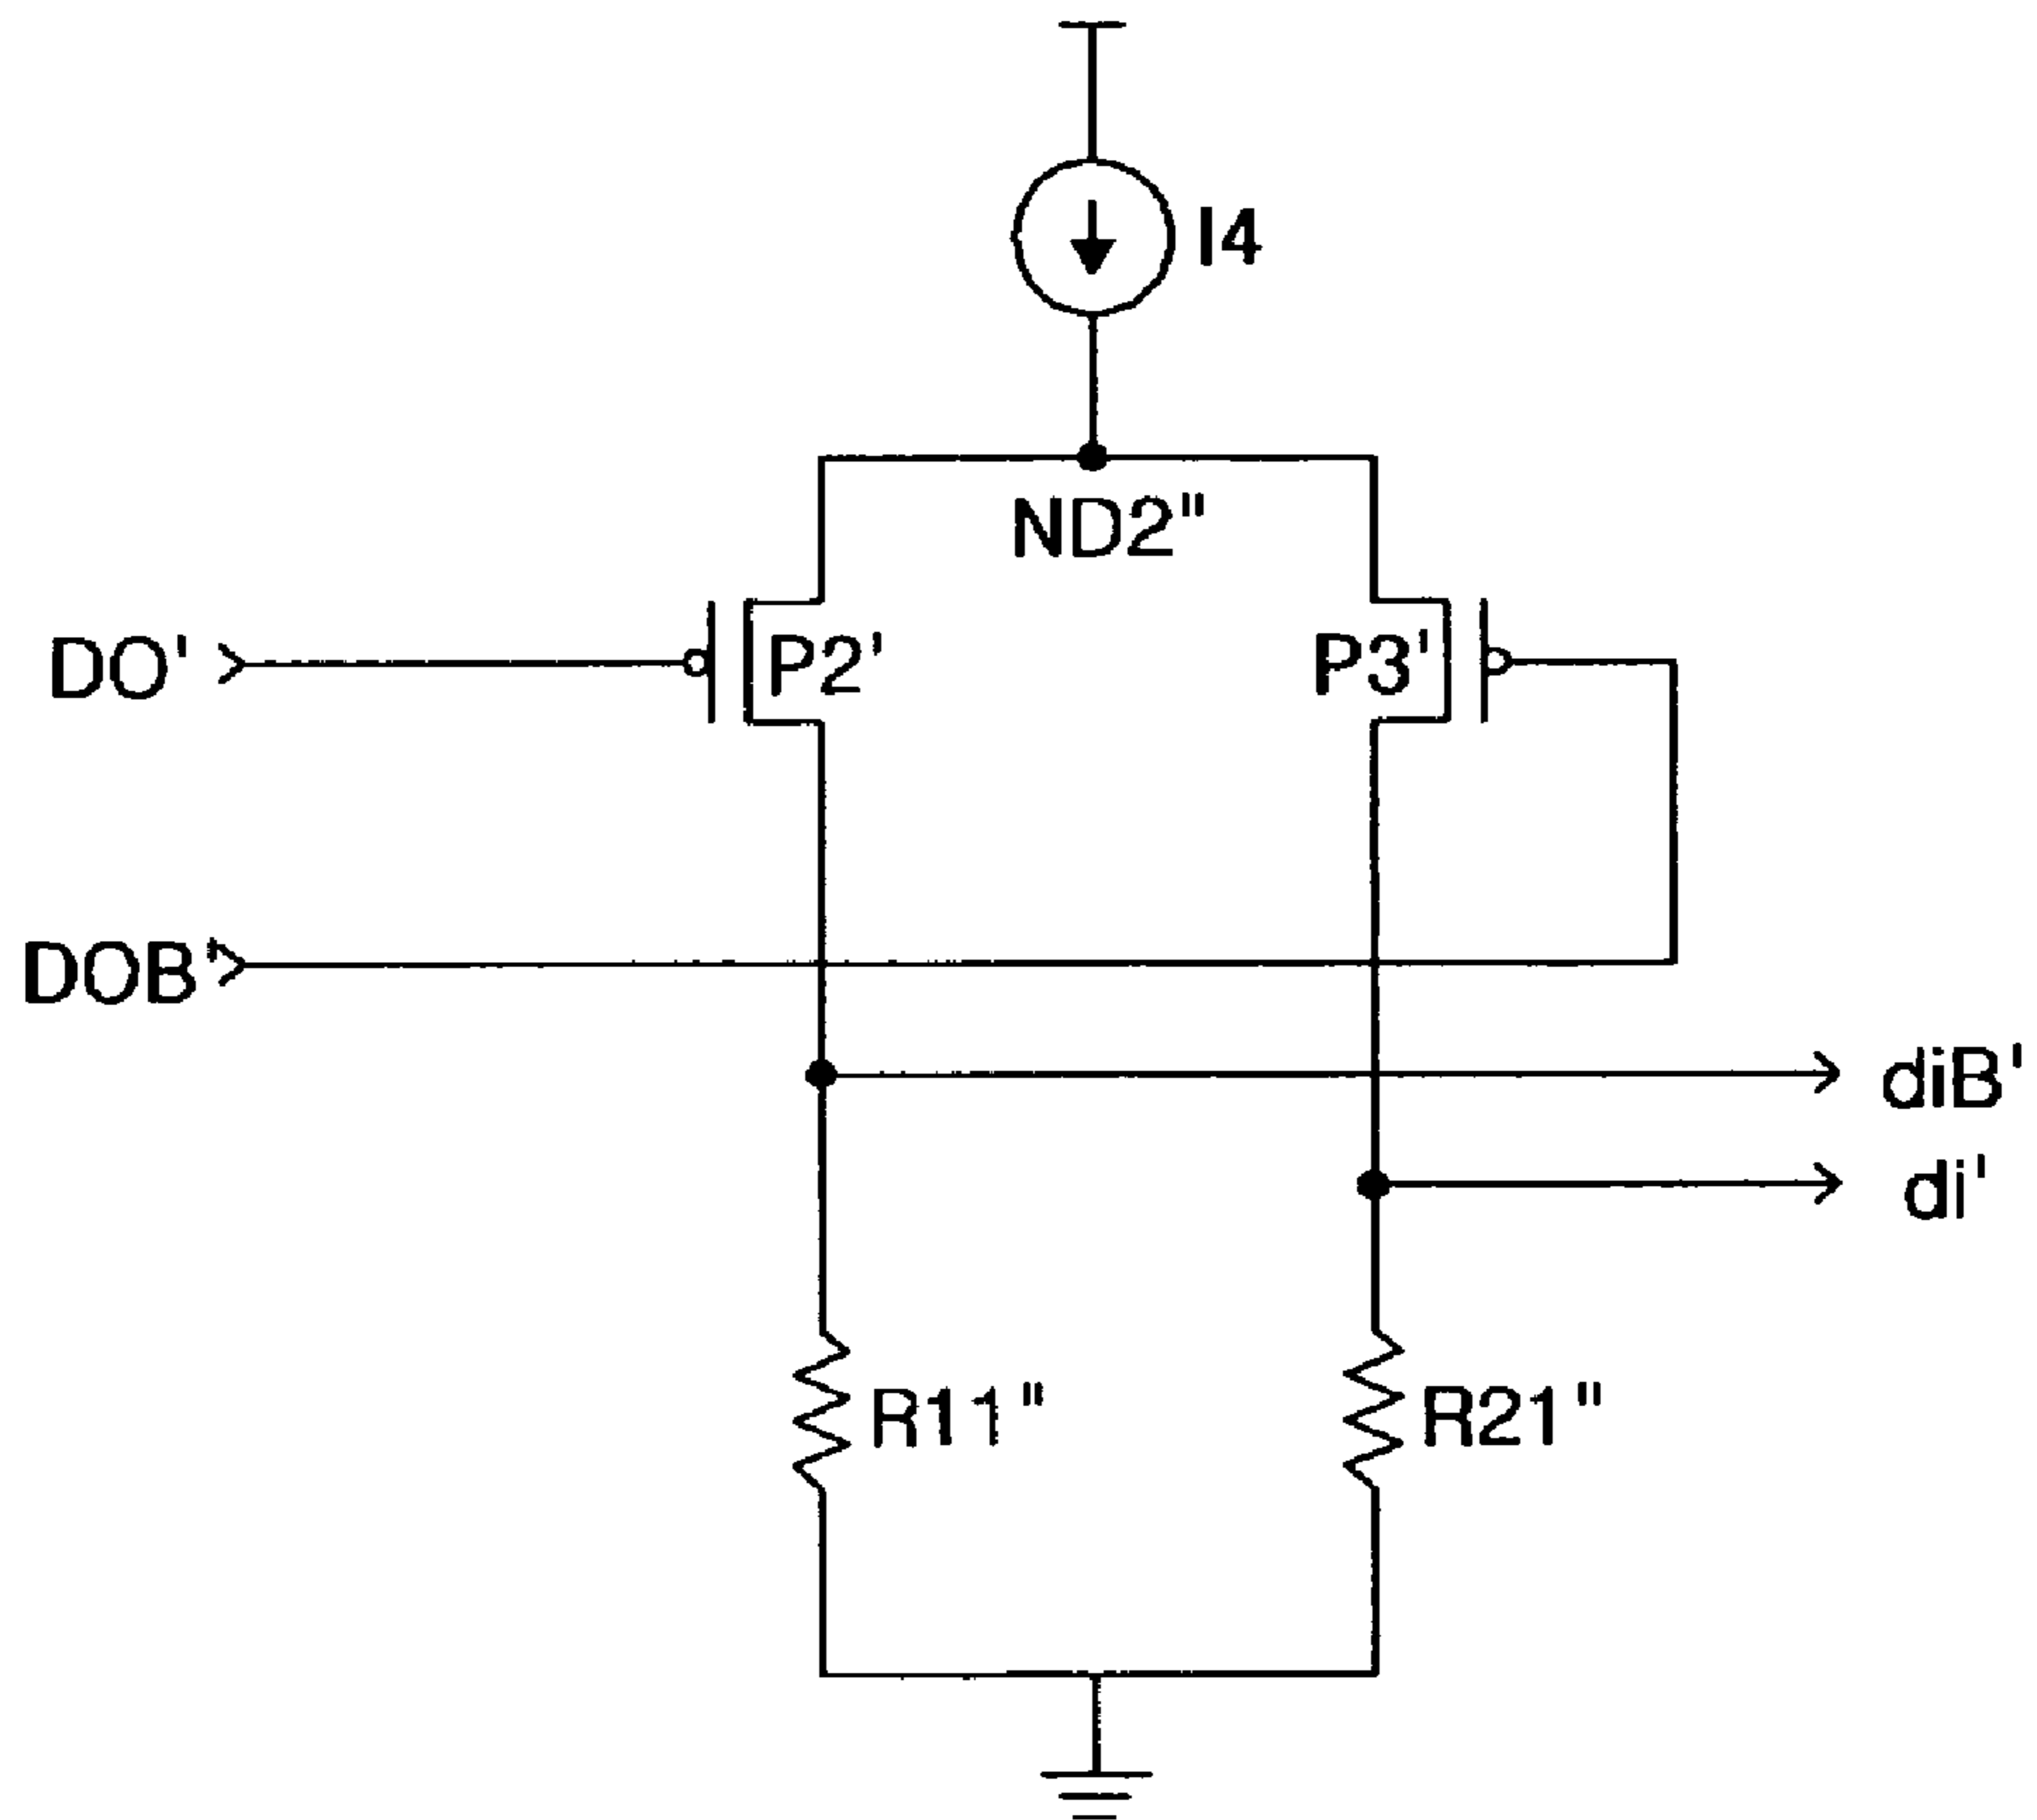 I4
ND2"
DO'
P2'
P3'
DOB'
diB'
di'
R11"
R21"